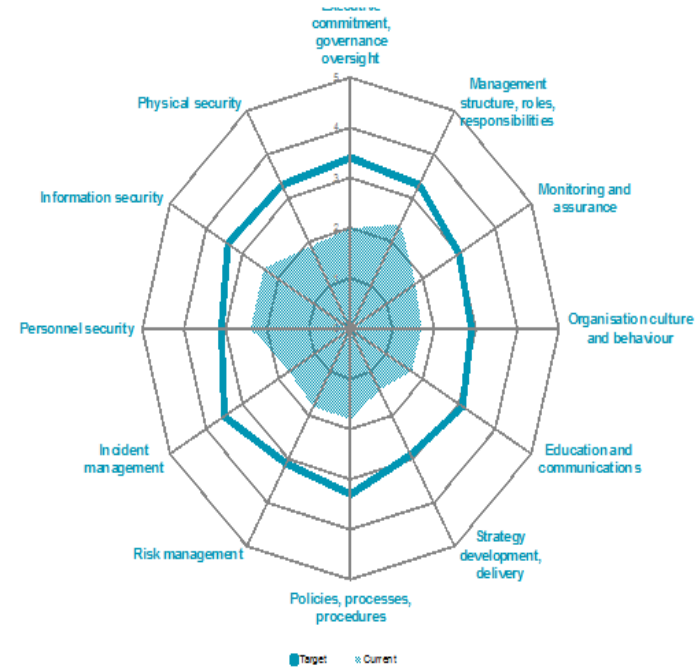 commitment,
governance
oversight
5
Management
structure, roles,
responsibilities
Physical security
4
3
Information security
Monitoring and
assurance
2
Personnel security
Organisation culture
and behaviour
Incident
management
Education and
communications
Risk management
Strategy
development,
delivery
Policies, processes,
procedures
Target
Current